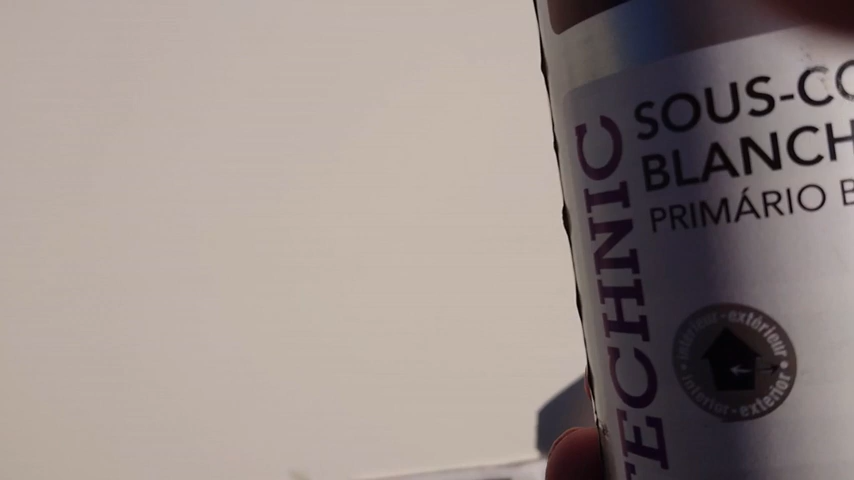 TECHNIC
SOUS-CO
BLANCH
PRIMÁRIO B
intérieur • extérieur
interior • exterior